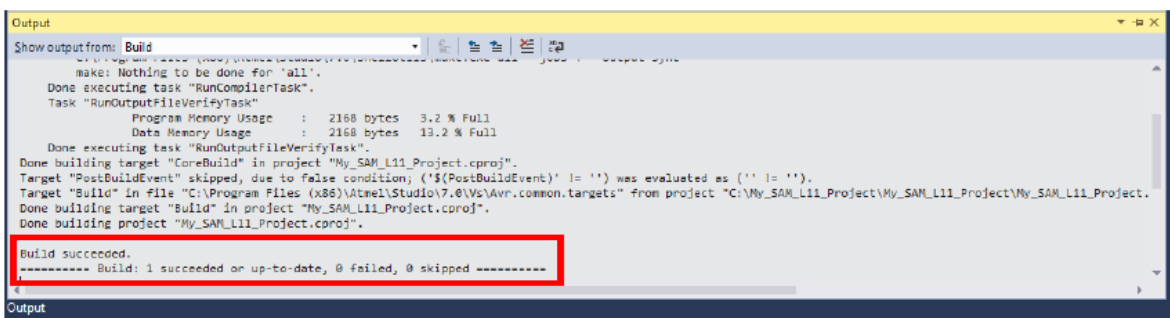 Output
Show output from: Build
make: Nothing to be done for 'all'.
Done executing task "RunCompilerTask".
Task "RunOutputFileVerifyTask"
Program Memory Usage : 2168 bytes 3.2 % Full
Data Memory Usage : 2168 bytes 13.2 % Full
Done executing task "RunOutputFileVerifyTask".
Done building target "CoreBuild" in project "My_SAM_L11_Project.cproj".
Target "PostBuildEvent" skipped, due to false condition; ('$(PostBuildEvent)' != '') was evaluated as ('' != '').
Target "Build" in file "C:\Program Files (x86)\Atmel\Studio\7.0\Vs\Avr.common.targets" from project "C:\My_SAM_L11_Project\My_SAM_L11_Project\My_SAM_L11_Project.
Done building target "Build" in project "My_SAM_L11_Project.cproj".
Done building project "My_SAM_L11_Project.cproj".
Build succeeded.
========== Build: 1 succeeded or up-to-date, 0 failed, 0 skipped ==========
Output